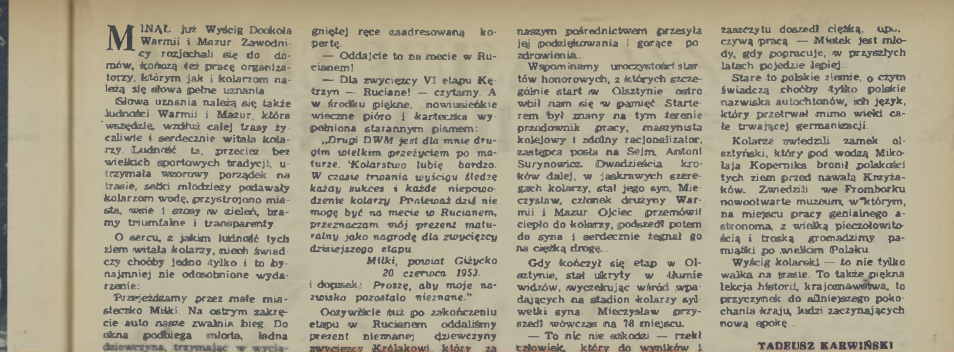 MINĄŁ już Wyścig Dookoła
Warmii i Mazur. Zawodni-
cy rozjechali się do do-
mów, kończą też pracę organiza-
torzy, którym jak i kolarzom na-
leżą się słowa pełne uznania.
Słowa uznania należą się także
ludności Warmii i Mazur, która
wszędzie, wzdłuż całej trasy ży-
czliwie i serdecznie witała kola-
rzy. Ludność ta, przecież bez
wielkich sportowych tradycji, u-
trzymała wzorowy porządek na
trasie, setki młodzieży podawały
kolarzom wodę, przystrojono mia-
sta, wsie i szosy w zieleń, bra-
my triumfalne i transparenty.
O sercu, z jakim ludność tych
ziem witała kolarzy, niech świad-
czy choćby jedno tylko i to by-
najmniej nie odosobnione wyda-
rzenie:
Przejeżdżamy przez małe mia-
steczko Miłki. Na ostrym zakrę-
cie auto nasze zwalnia bieg. Do
okna podbiega młoda, ładna
dziewczyna, trzymając w wycią-
gniętej ręce zaadresowaną ko-
pertę.
— Oddajcie to na mecie w Ru-
cianem!
— Dla zwycięzcy VI etapu Kę-
trzyn — Ruciane! — czytamy. A
w środku piękne, nowiusieńkie
wieczne pióro i karteczka wy-
pełniona starannym pismem:
„Drugi DWM jest dla mnie dru-
gim wielkim przeżyciem po ma-
turze. Kolarstwo lubię bardzo.
W czasie trwania wyścigu śledzę
każdy sukces i każde niepowo-
dzenie kolarzy. Ponieważ dziś nie
mogę być na mecie w Rucianem,
przeznaczam mój prezent matu-
ralny jako nagrodę dla zwycięzcy
dzisiejszego etapu.
Miłki, powiat Giżycko
20 czerwca 1953.
i dopisek: Proszę, aby moje na-
zwisko pozostało nieznane."
Oczywiście tuż po zakończeniu
etapu w Rucianem oddaliśmy
prezent nieznanej dziewczyny
zwycięzcy Królakowi, który za
naszym pośrednictwem przesyła
jej podziękowania i gorące po-
zdrowienia.
Wspominamy uroczystości star-
tów honorowych, z których szcze-
gólnie start w Olsztynie ostro
wbił nam się w pamięć. Starte-
rem był znany na tym terenie
przodownik pracy, maszynista
kolejowy i zdolny racjonalizator,
zastępca posła na Sejm, Antoni
Surynowicz. Dwadzieścia kro-
ków dalej, w jaskrawych szere-
gach kolarzy, stał jego syn, Mie-
czysław, członek drużyny War-
mii i Mazur. Ojciec przemówił
ciepło do kolarzy, podszedł potem
do syna i serdecznie żegnał go
na ciężką drogę.
Gdy kończył się etap w Ol-
sztynie, stał ukryty w tłumie
widzów, wyczekując wśród wpa-
dających na stadion kolarzy syl-
wetki syna. Mieczysław przy-
szedł wówczas na 78 miejscu.
— To nic nie szkodzi — rzekł
człowiek, który do wyników i
zaszczytu doszedł ciężką,
czywą pracą — Mietek jest mło-
dy, gdy popracuje, w przyszłych
latach pojedzie lepiej.
Stare to polskie ziemie, o czym
świadczą choćby tylko polskie
nazwiska autochtonów, ich język,
który przetrwał mimo wieki ca-
łe trwającej germanizacji.
Kolarze zwiedzili zamek ol-
sztyński, który pod wodzą Miko-
łaja Kopernika bronił polskości
tych ziem przed nawałą Krzyża-
ków. Zwiedzili we Fromborku
nowootwarte muzeum, w którym,
na miejscu pracy genialnego a-
stronoma, z wielką pieczołowito-
ścią i troską gromadzimy pa-
miątki po wielkim Polaku.
Wyścig kolarski — to nie tylko
walka na trasie. To także piękna
lekcja historii, krajoznawstwa, to
przyczynek do silniejszego poko-
chania kraju, ludzi zaczynających
nową epokę.
TADEUSZ KARWIŃSKI